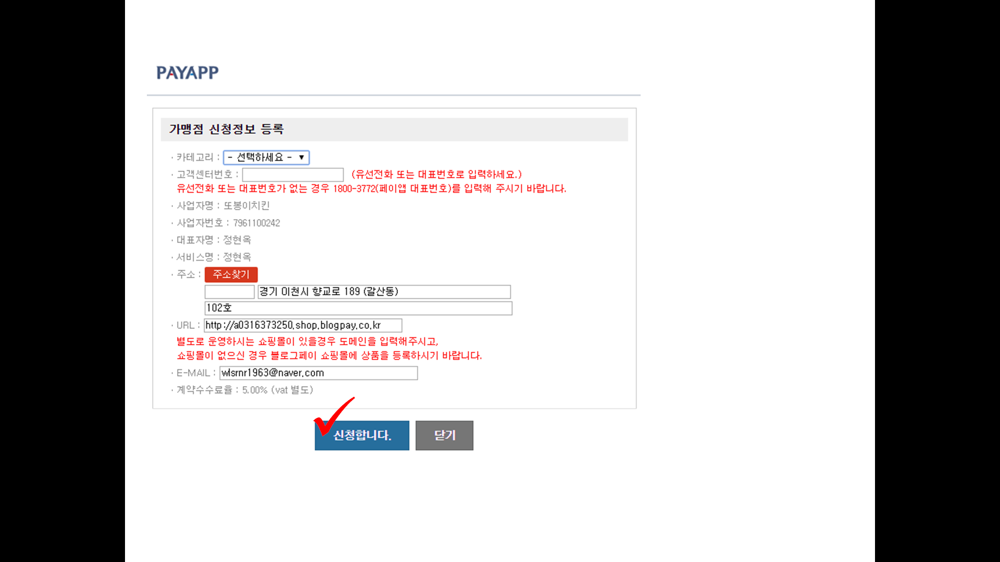 PAYAPP
가맹점 신청정보 등록
· 카테고리 : - 선택하세요 - ▼
· 고객센터번호 : (유선전화 또는 대표번호로 입력하세요.)
유선전화 또는 대표번호가 없는 경우 1800-3772(페이앱 대표번호)를 입력해 주시기 바랍니다.
· 사업자명 : 또봉이치킨
· 사업자번호 : 7961100242
· 대표자명 : 정현옥
· 서비스명 : 정현옥
· 주소 : 주소찾기
경기 이천시 향교로 189 (갈산동)
102호
· URL : http://a0316373250.shop.blogpay.co.kr
별도로 운영하시는 쇼핑몰이 있을경우 도메인을 입력해주시고,
쇼핑몰이 없으신 경우 블로그페이 쇼핑몰에 상품을 등록하시기 바랍니다.
· E-MAIL : wlsrnr1963@naver.com
· 계약수수료율 : 5.00% (vat 별도)
신청합니다. 닫기